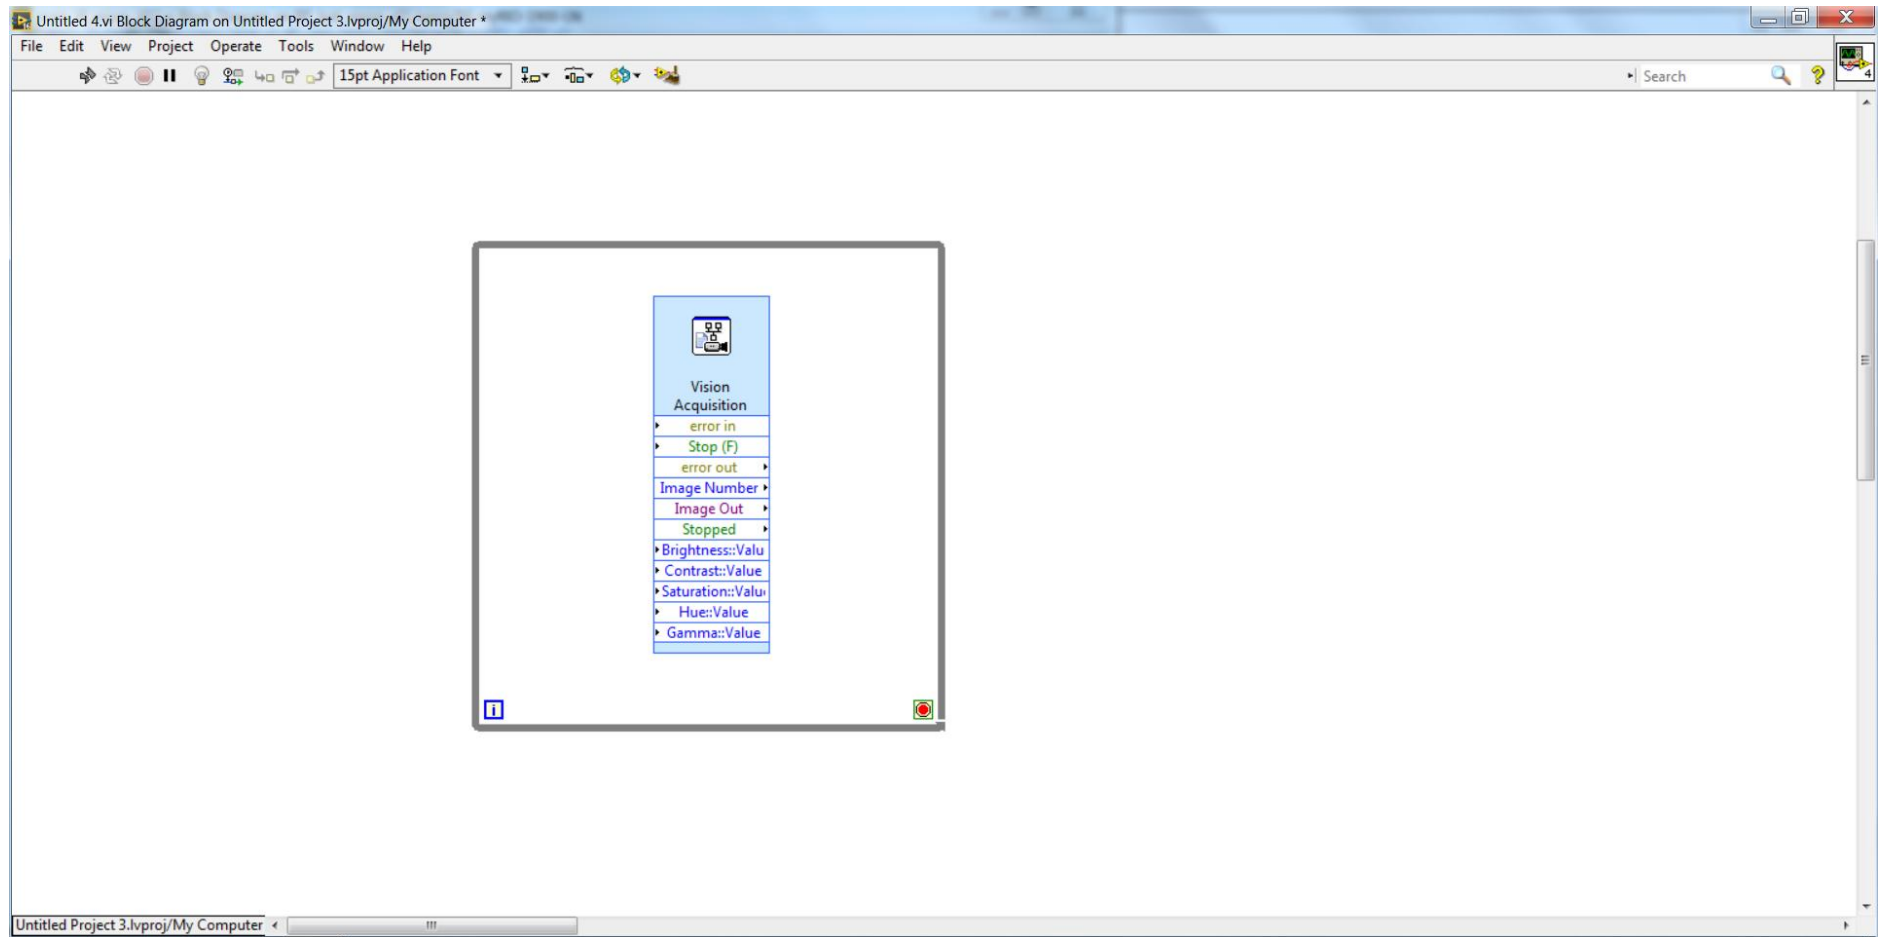 Untitled 4.vi Block Diagram on Untitled Project 3.lvproj/My Computer *
File Edit View Project Operate Tools Window Help
15pt Application Font
Search
4
Vision
Acquisition
error in
Stop (F)
error out
Image Number
Image Out
Stopped
Brightness::Valu
Contrast::Value
Saturation::Valu
Hue::Value
Gamma::Value
i
Untitled Project 3.lvproj/My Computer